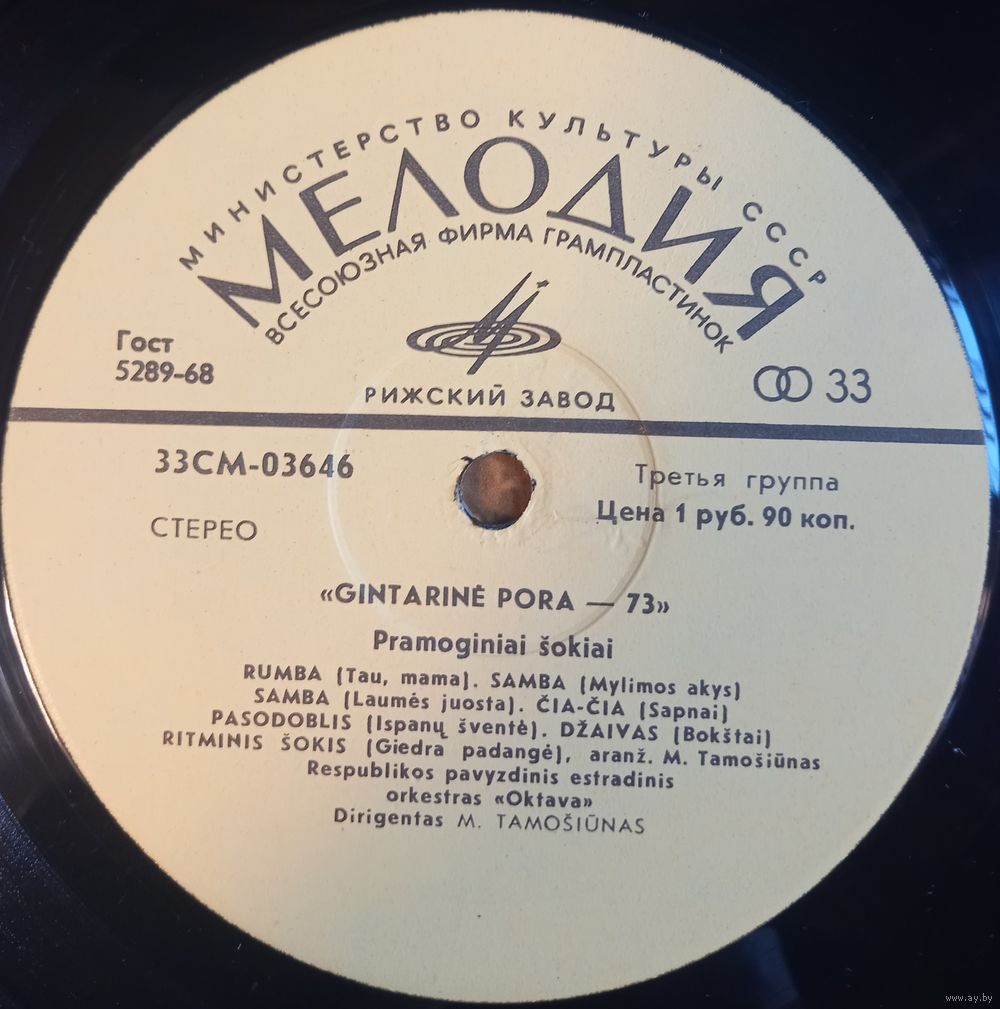 МИНИСТЕРСТВО КУЛЬТУРЫ СССР
МЕЛОДИЯ
ВСЕСОЮЗНАЯ ФИРМА ГРАМПЛАСТИНОК
Гост
5289-68
РИЖСКИЙ ЗАВОД
33
33СМ-03646
Третья группа
Цена 1 руб. 90 коп.
СТЕРЕО
«GINTARINĖ PORA — 73»
Pramoginiai šokiai
RUMBA (Tau, mama). SAMBA (Mylimos akys)
SAMBA (Laumės juosta). ČIA-ČIA (Sapnai)
PASODOBLIS (Ispanų šventė). DŽAIVAS (Bokštai)
RITMINIS ŠOKIS (Giedra padangė), aranž. M. Tamošiūnas
Respublikos pavyzdinis estradinis
orkestras «Oktava»
Dirigentas M. TAMOŠIŪNAS
www.ay.by